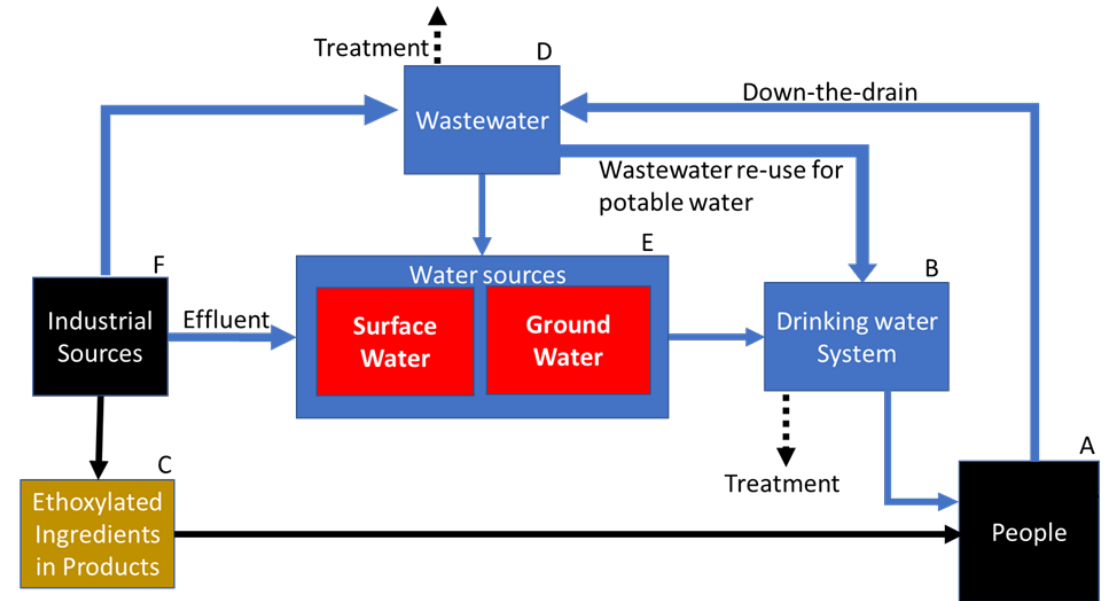 Treatment
D
Wastewater
Down-the-drain
Wastewater re-use for
potable water
E
Water sources
Surface
Water
Ground
Water
F
Industrial
Sources
Effluent
B
Drinking water
System
Treatment
C
Ethoxylated
Ingredients
in Products
A
People